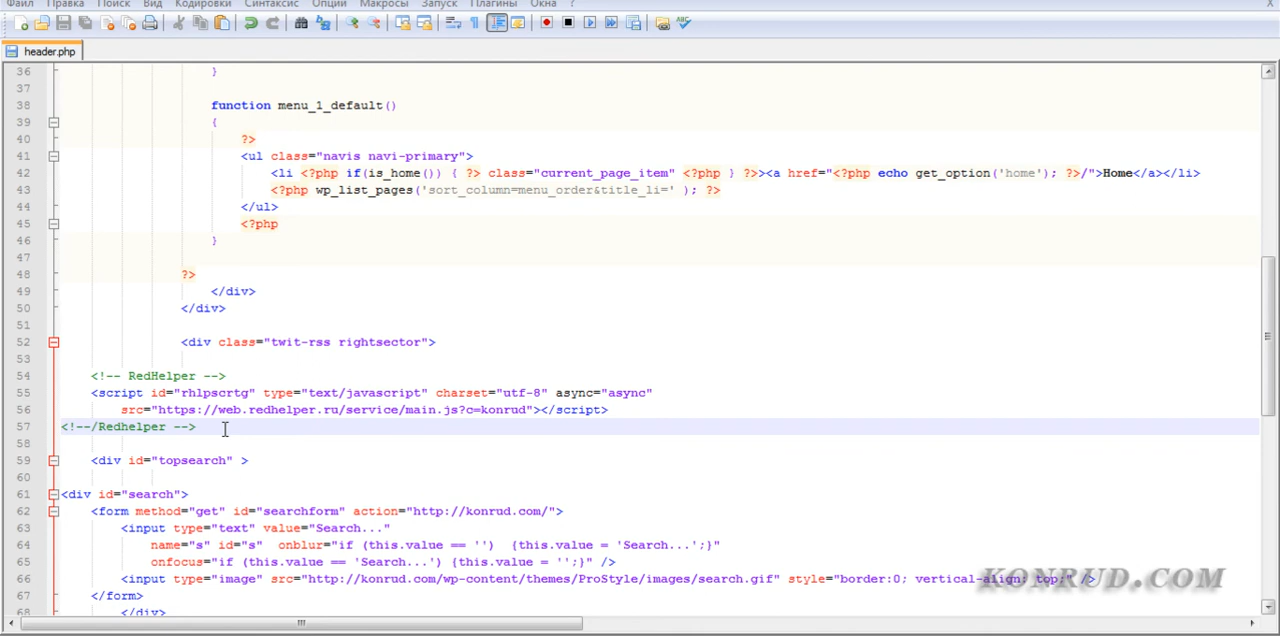 Файл Правка Поиск Вид Кодировки Синтаксис Опции Макросы Запуск Плагины Окна ? X
header.php
36 }
37
38 function menu_1_default()
39 {
40 ?>
41 <ul class="navis navi-primary">
42 <li <?php if(is_home()) { ?> class="current_page_item" <?php } ?>><a href="<?php echo get_option('home'); ?>/">Home</a></li>
43 <?php wp_list_pages('sort_column=menu_order&title_li=' ); ?>
44 </ul>
45 <?php
46 }
47
48 ?>
49 </div>
50 </div>
51
52 <div class="twit-rss rightsector">
53
54 <!-- RedHelper -->
55 <script id="rhlpscrtg" type="text/javascript" charset="utf-8" async="async"
56 src="https://web.redhelper.ru/service/main.js?c=konrud"></script>
57 <!--/Redhelper -->
58
59 <div id="topsearch" >
60
61 <div id="search">
62 <form method="get" id="searchform" action="http://konrud.com/">
63 <input type="text" value="Search..."
64 name="s" id="s" onblur="if (this.value == '') {this.value = 'Search...';}"
65 onfocus="if (this.value == 'Search...') {this.value = '';}" />
66 <input type="image" src="http://konrud.com/wp-content/themes/ProStyle/images/search.gif" style="border:0; vertical-align: top;" />
KONRUD.COM
67 </form>
68 </div>